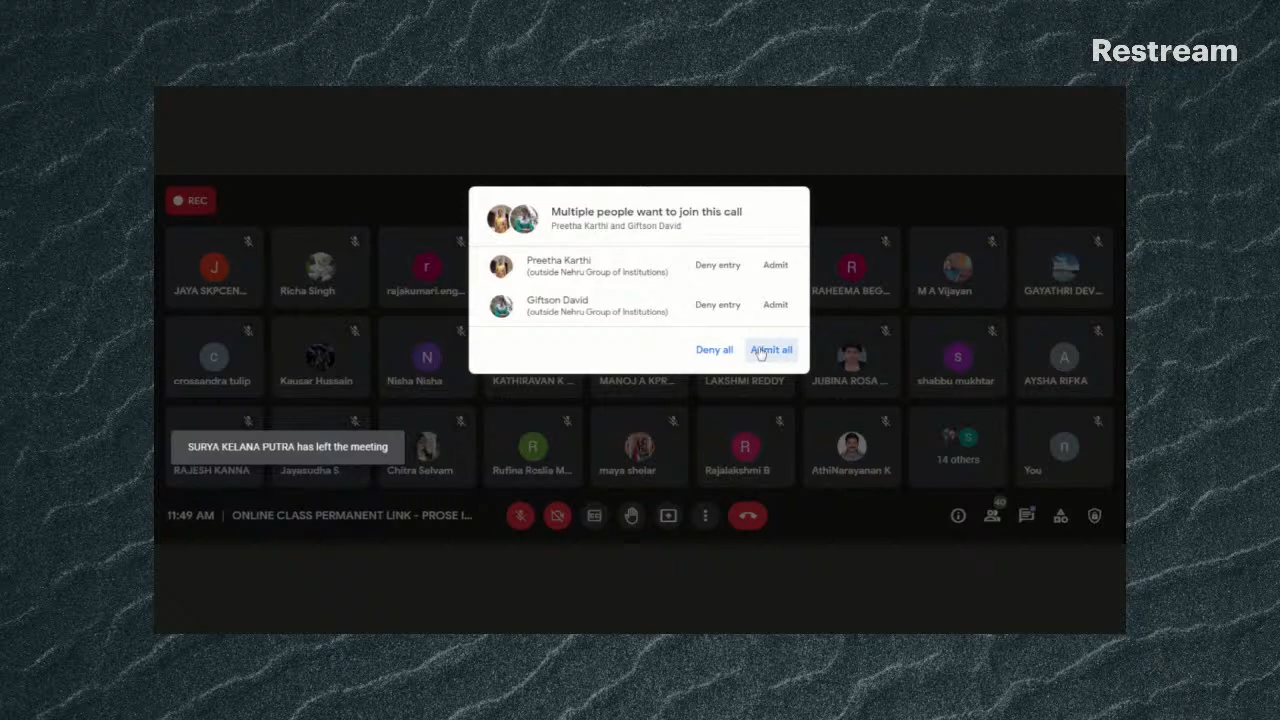 Restream
REC
Multiple people want to join this call
Preetha Karthi and Giftson David
Preetha Karthi
(outside Nehru Group of Institutions)
Deny entry
Admit
Giftson David
(outside Nehru Group of Institutions)
Deny entry
Admit
Deny all
Admit all
J
JAYA SKPCEN...
Richa Singh
r
rajakumari.eng...
R
RAHEEMA BEG...
M A Vijayan
GAYATHRI DEV...
c
crossandra tulip
Kausar Hussain
N
Nisha Nisha
KATHIRAVAN K ...
MANOJ A KPR...
LAKSHMI REDDY
JUBINA ROSA ...
S
shabbu mukhtar
A
AYSHA RIFKA
SURYA KELANA PUTRA has left the meeting
RAJESH KANNA
Jayasudha S
Chitra Selvam
R
Rufina Roslia M...
maya shelar
R
Rajalakshmi B
AthiNarayanan K
S
14 others
n
You
11:49 AM | ONLINE CLASS PERMANENT LINK - PROSE I...
40